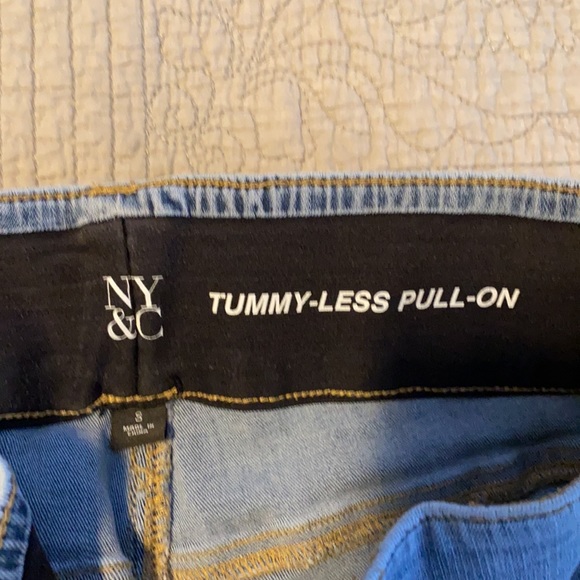 NY
&C
TUMMY-LESS PULL-ON
S
MADE IN
CHINA